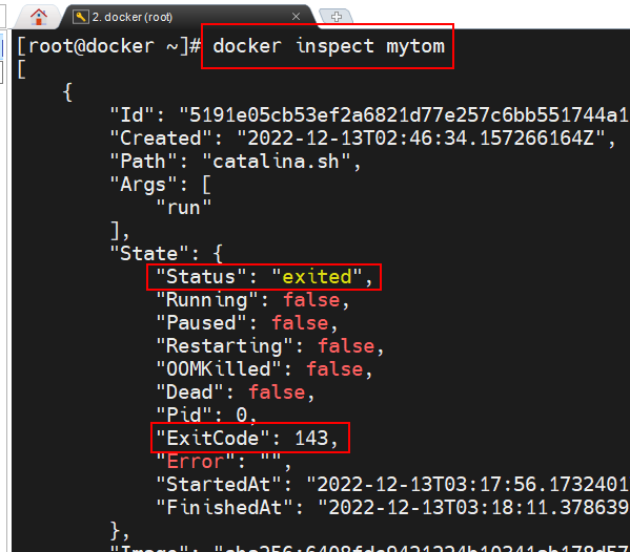 2. docker (root)
[root@docker ~]# docker inspect mytom
[
{
"Id": "5191e05cb53ef2a6821d77e257c6bb551744a1
"Created": "2022-12-13T02:46:34.157266164Z",
"Path": "catalina.sh",
"Args": [
"run"
],
"State": {
"Status": "exited",
"Running": false,
"Paused": false,
"Restarting": false,
"OOMKilled": false,
"Dead": false,
"Pid": 0,
"ExitCode": 143,
"Error": "",
"StartedAt": "2022-12-13T03:17:56.1732401
"FinishedAt": "2022-12-13T03:18:11.378639
},